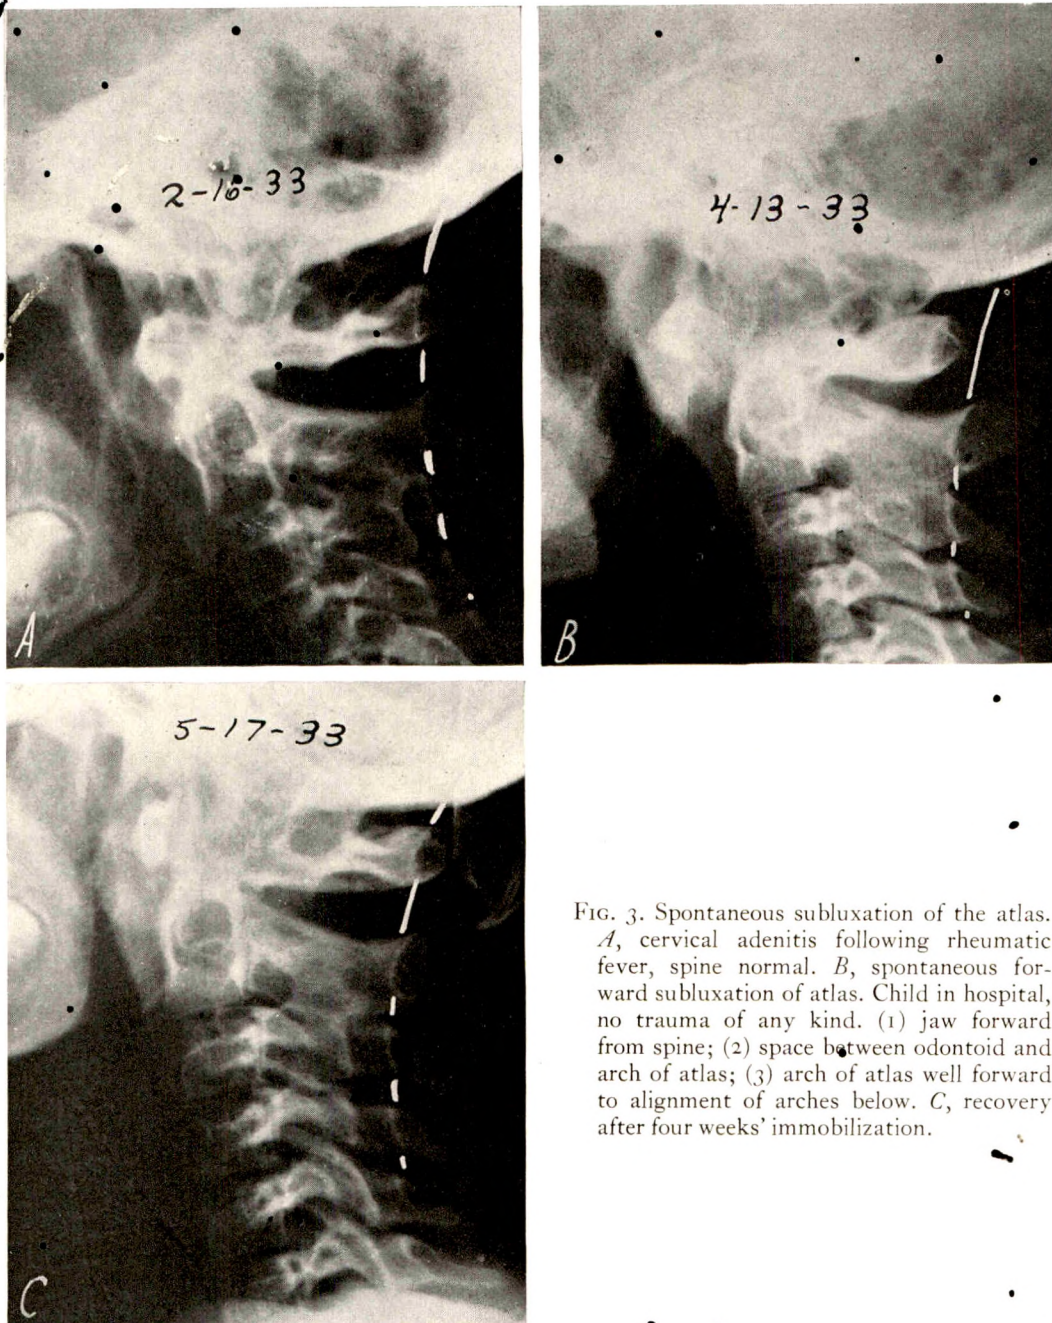 2-16-33
A
4-13-33
B
5-17-33
C
FIG. 3. Spontaneous subluxation of the atlas.
A, cervical adenitis following rheumatic
fever, spine normal. B, spontaneous for-
ward subluxation of atlas. Child in hospital,
no trauma of any kind. (1) jaw forward
from spine; (2) space between odontoid and
arch of atlas; (3) arch of atlas well forward
to alignment of arches below. C, recovery
after four weeks' immobilization.